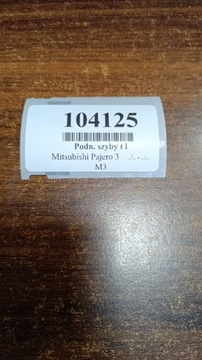 104125
Podn. szyby t l
Mitsubishi Pajero 3 ./. - ./.
M3